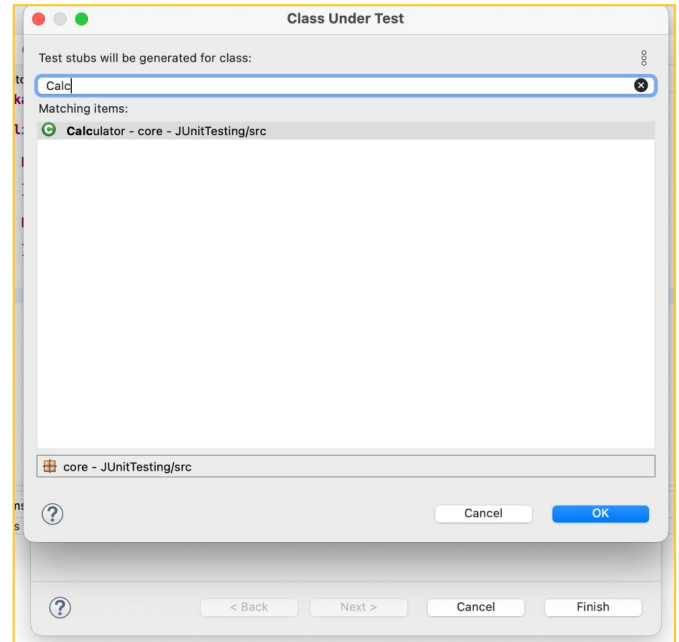 Class Under Test
Test stubs will be generated for class:
Calc
Matching items:
Calculator - core - JUnitTesting/src
core - JUnitTesting/src
Cancel
OK
< Back
Next >
Cancel
Finish